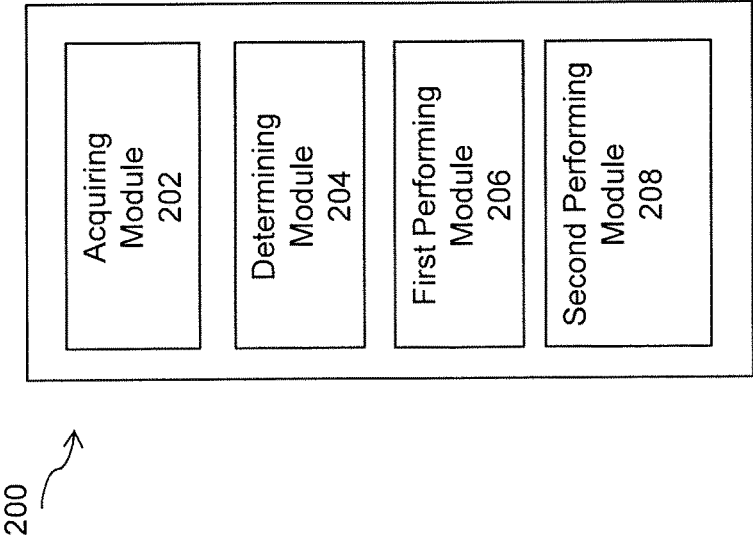 200
Acquiring
Module
202
Determining
Module
204
First Performing
Module
206
Second Performing
Module
208